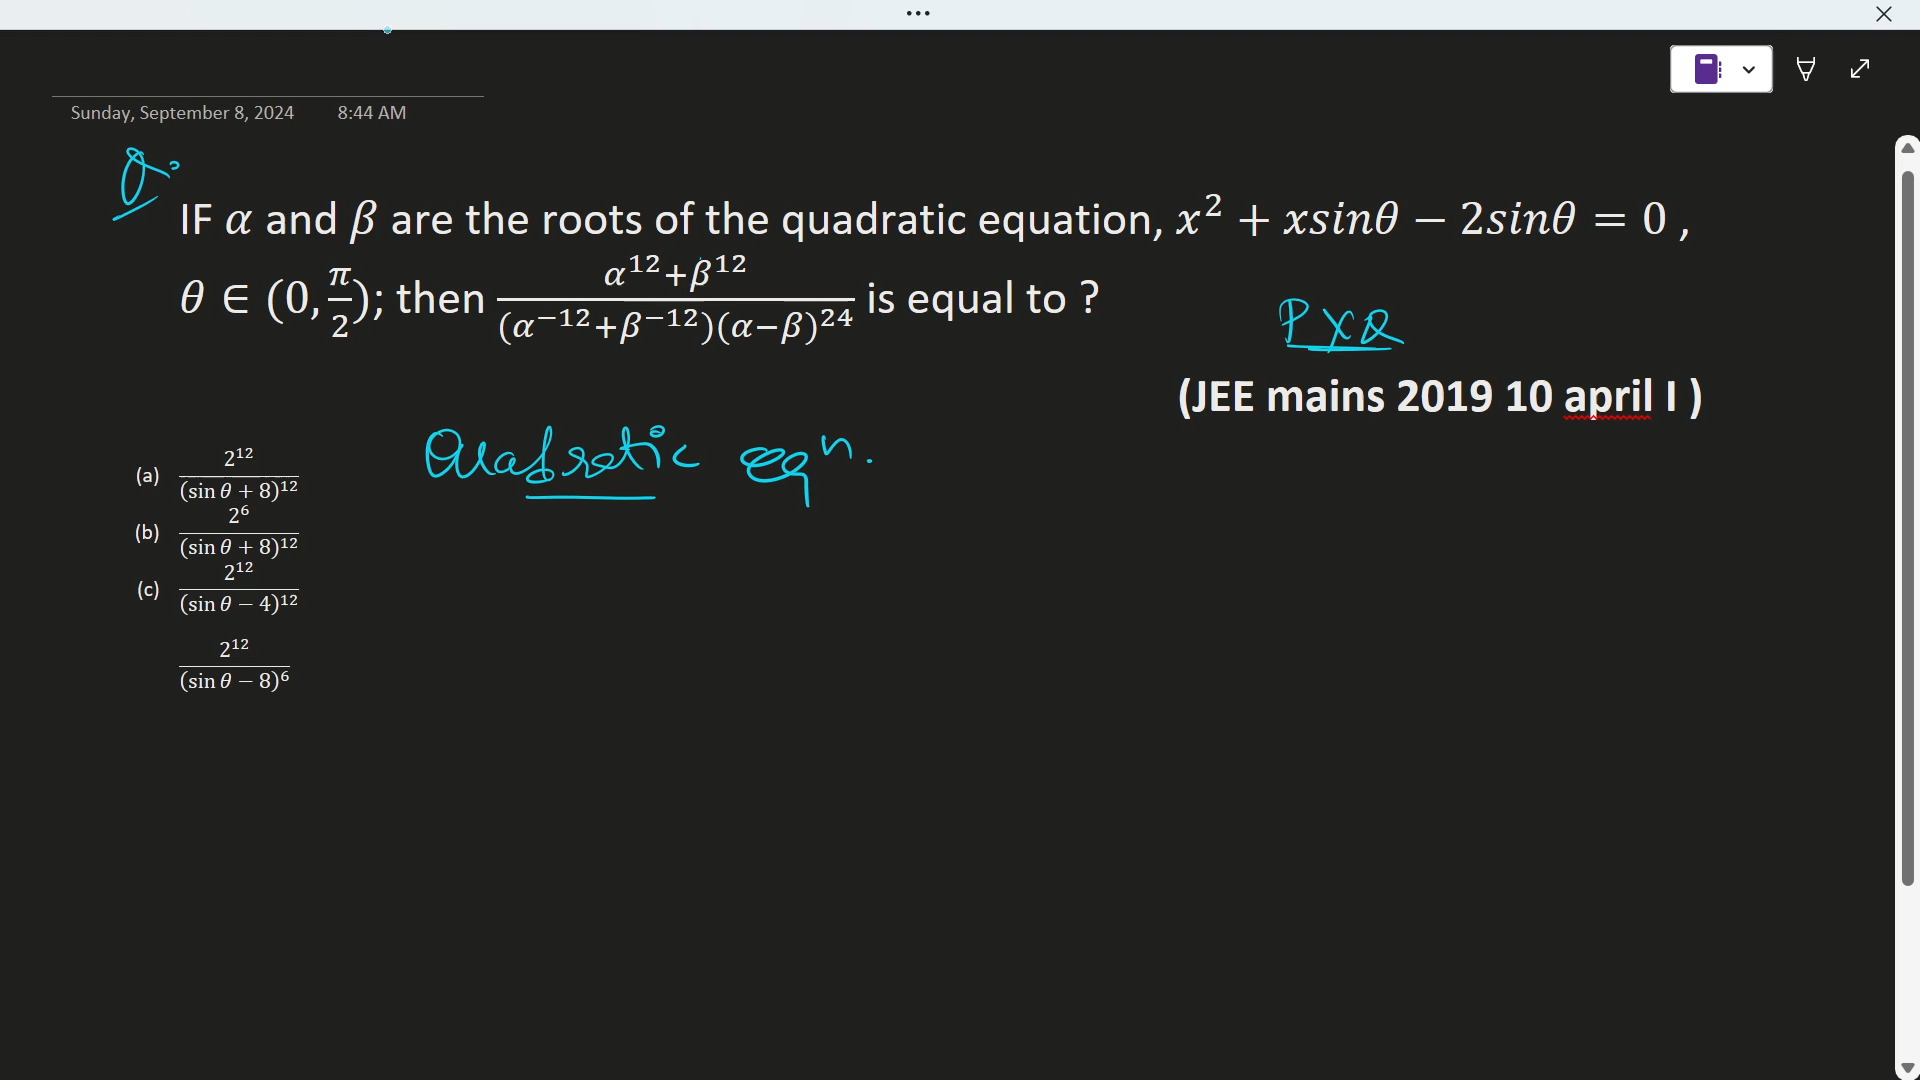 Sunday, September 8, 2024 8:44 AM
IF α and β are the roots of the quadratic equation, x² + xsinθ − 2sinθ = 0 ,
θ ∈ (0, π/2); then (α¹²+β¹²)/((α⁻¹²+β⁻¹²)(α−β)²⁴) is equal to ?
PYQ
(JEE mains 2019 10 april I )
Quadratic eqⁿ.
(a) 2¹²/(sin θ + 8)¹²
(b) 2⁶/(sin θ + 8)¹²
(c) 2¹²/(sin θ − 4)¹²
2¹²/(sin θ − 8)⁶